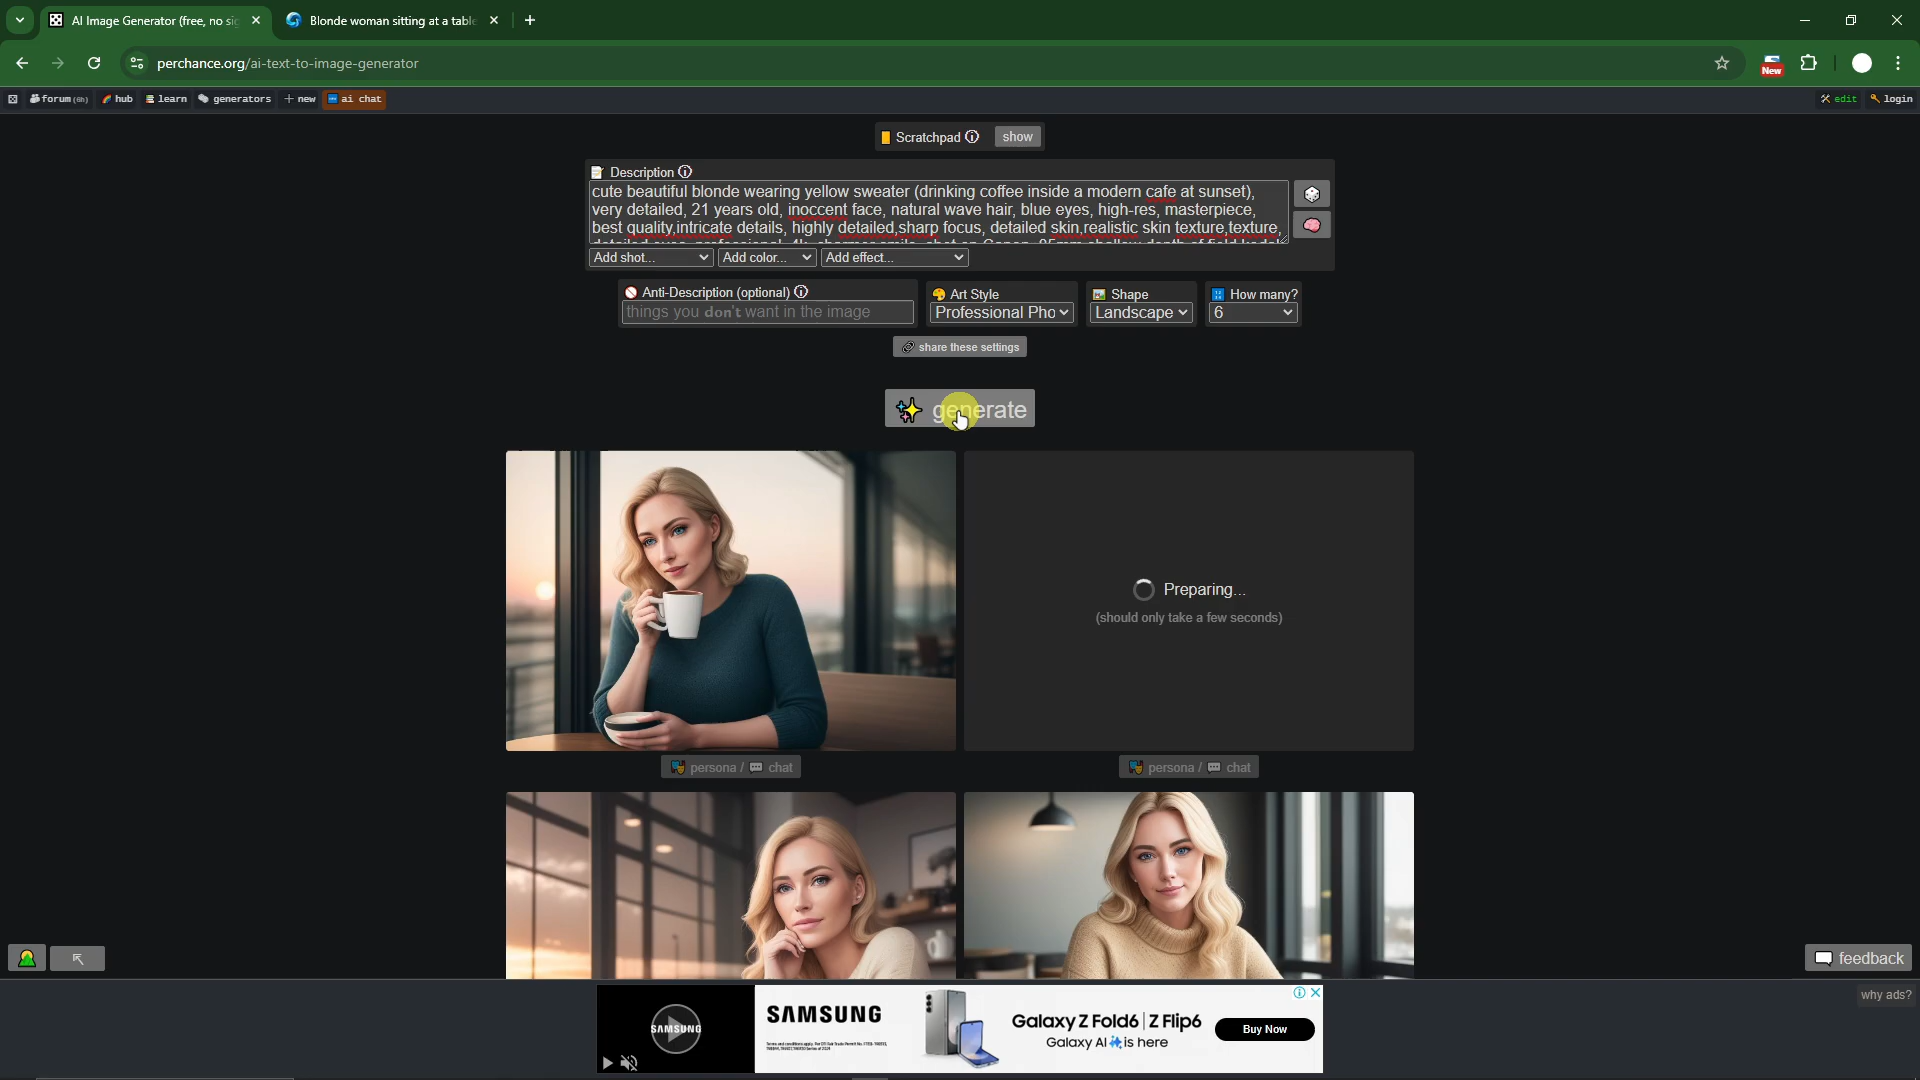 AI Image Generator (free, no si
Blonde woman sitting at a table
perchance.org/ai-text-to-image-generator
New
forum(6h)
hub
learn
generators
+ new
ai chat
edit
login
Scratchpad
show
Description
cute beautiful blonde wearing yellow sweater (drinking coffee inside a modern cafe at sunset),
very detailed, 21 years old, inoccent face, natural wave hair, blue eyes, high-res, masterpiece,
best quality,intricate details, highly detailed,sharp focus, detailed skin,realistic skin texture,texture,
Add shot...
Add color...
Add effect...
Anti-Description (optional)
things you don't want in the image
Art Style
Professional Pho
Shape
Landscape
How many?
6
share these settings
generate
Preparing...
(should only take a few seconds)
persona / chat
persona / chat
feedback
why ads?
SAMSUNG
SAMSUNG
Galaxy Z Fold6 | Z Flip6
Galaxy AI is here
Buy Now